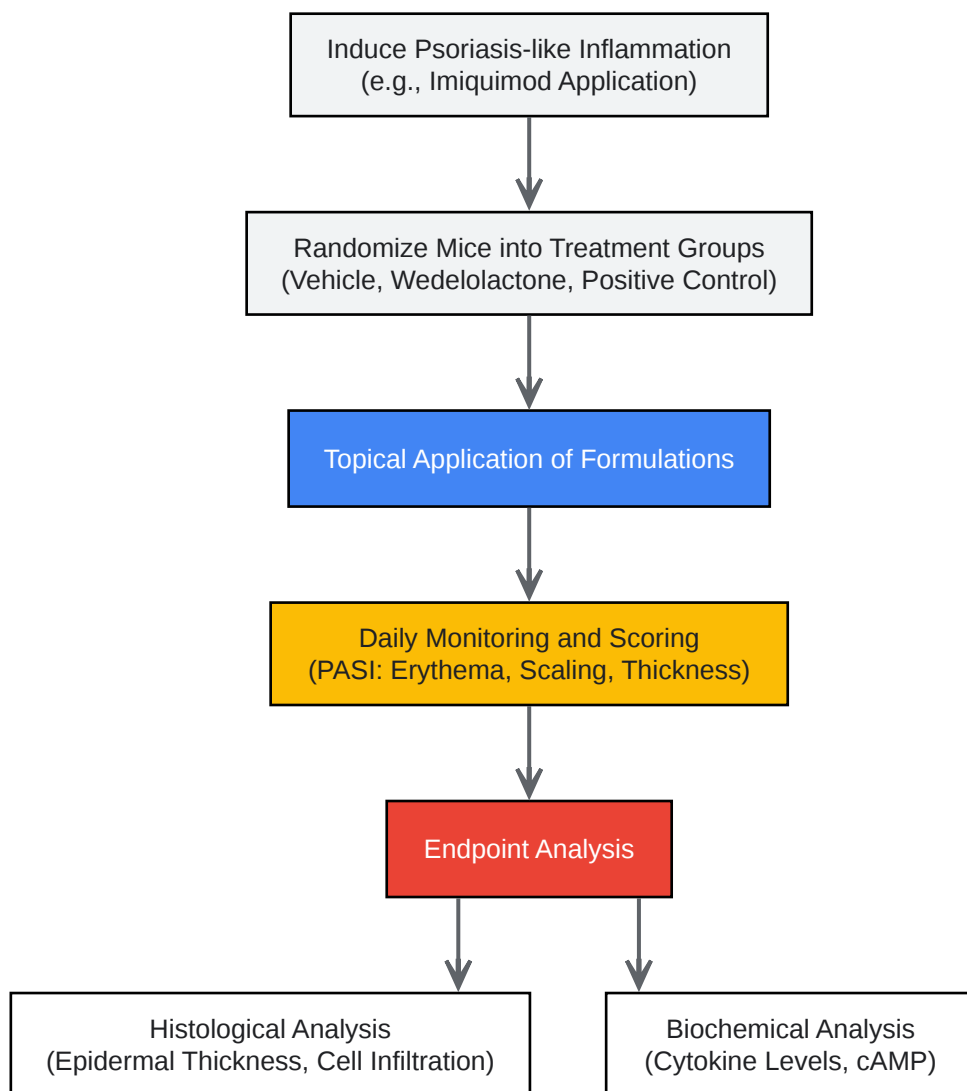 Induce Psoriasis-like Inflammation
(e.g., Imiquimod Application)
Randomize Mice into Treatment Groups
(Vehicle, Wedelolactone, Positive Control)
Topical Application of Formulations
Daily Monitoring and Scoring
(PASI: Erythema, Scaling, Thickness)
Endpoint Analysis
Histological Analysis
(Epidermal Thickness, Cell Infiltration)
Biochemical Analysis
(Cytokine Levels, cAMP)